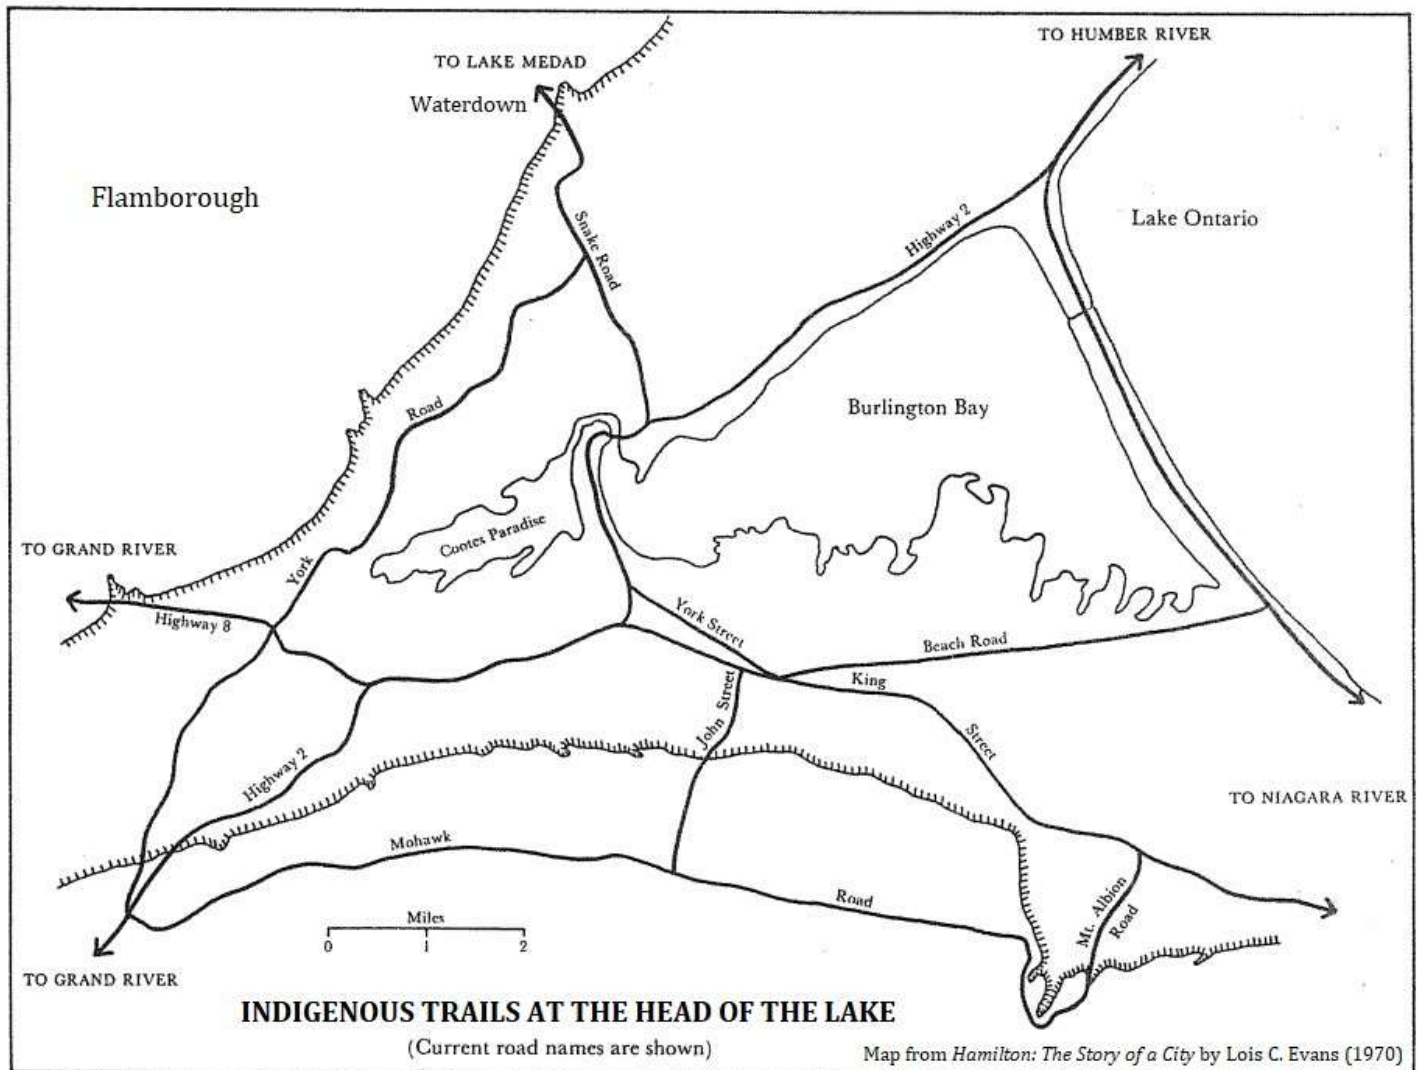 TO HUMBER RIVER
TO LAKE MEDAD
Waterdown
Flamborough
Lake Ontario
Highway 2
Snake Road
Burlington Bay
Road
Cootes Paradise
TO GRAND RIVER
York
Highway 8
York Street
Beach Road
King
John Street
Street
Highway 2
TO NIAGARA RIVER
Mohawk
Road
Mt. Albion
Road
Miles
0 1 2
TO GRAND RIVER
INDIGENOUS TRAILS AT THE HEAD OF THE LAKE
(Current road names are shown)
Map from Hamilton: The Story of a City by Lois C. Evans (1970)